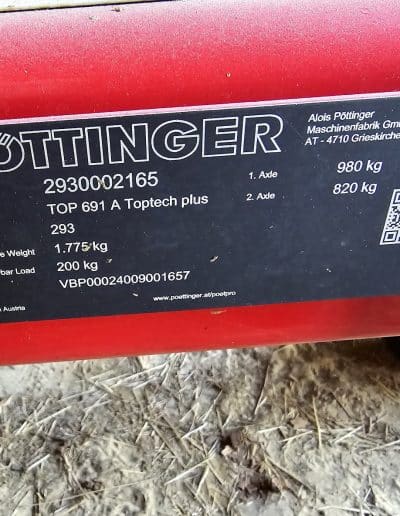 PÖTTINGER
Alois Pöttinger
Maschinenfabrik Gm
AT - 4710 Grieskirche
2930002165
1. Axle 980 kg
TOP 691 A Toptech plus
2. Axle 820 kg
293
e Weight 1.775 kg
bar Load 200 kg
VBP00024009001657
www.poettinger.at/poetpro
Austria